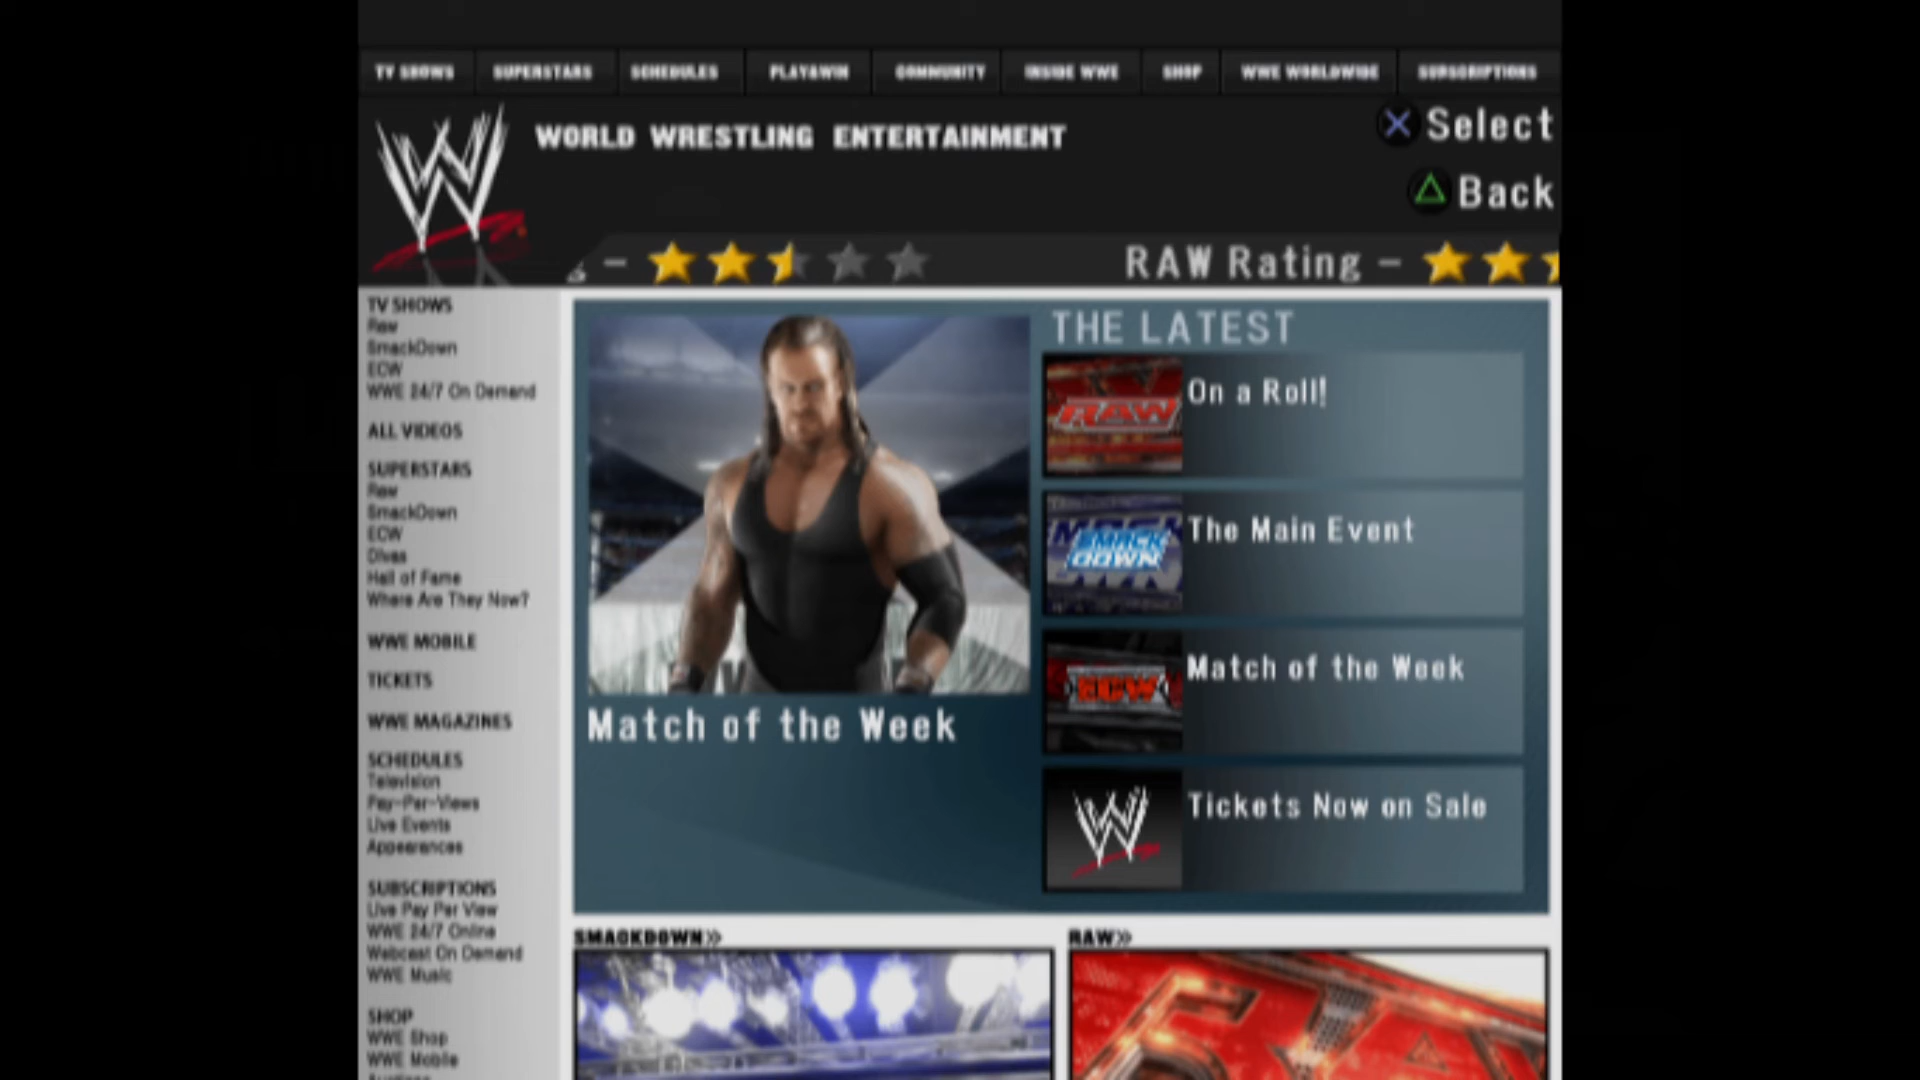 TV SHOWS SUPERSTARS SCHEDULES PLAY&WIN COMMUNITY INSIDE WWE SHOP WWE WORLDWIDE SUBSCRIPTIONS
WORLD WRESTLING ENTERTAINMENT
Select
Back
- RAW Rating -
TV SHOWS
Raw
SmackDown
ECW
WWE 24/7 On Demand
ALL VIDEOS
SUPERSTARS
Raw
SmackDown
ECW
Divas
Hall of Fame
Where Are They Now?
WWE MOBILE
TICKETS
WWE MAGAZINES
SCHEDULES
Television
Pay-Per-Views
Live Events
Appearances
SUBSCRIPTIONS
Live Pay Per View
WWE 24/7 Online
Webcast On Demand
WWE Music
SHOP
WWE Shop
WWE Mobile
Match of the Week
THE LATEST
RAW
On a Roll!
SMACK DOWN
The Main Event
ECW
Match of the Week
Tickets Now on Sale
SMACKDOWN»
RAW»